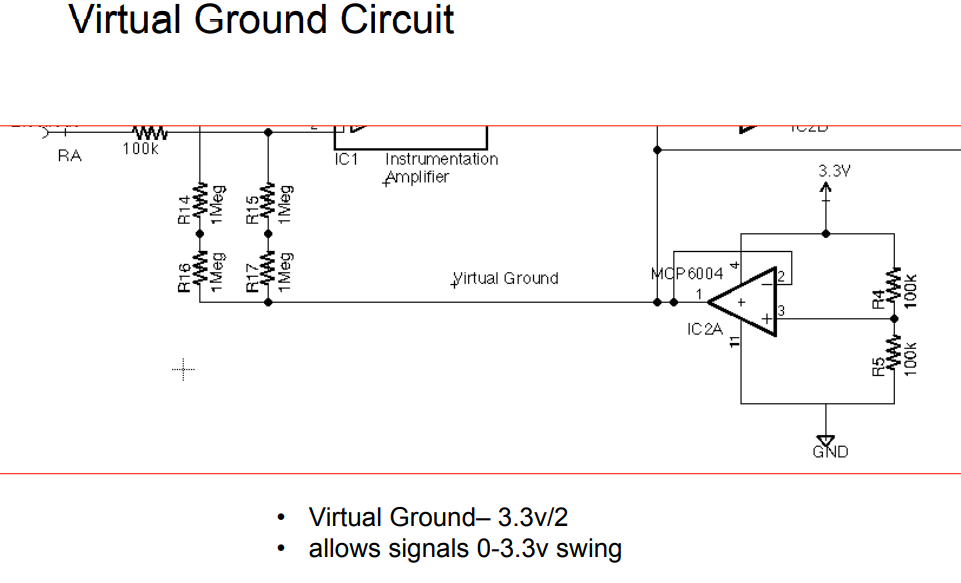 Virtual Ground Circuit
RA
100k
IC1
Instrumentation
Amplifier
3.3V
R14
1Meg
R15
1Meg
R16
1Meg
R17
1Meg
Virtual Ground
MCP6004
4
2
1
3
+
IC2A
11
R4
100k
R5
100k
GND
• Virtual Ground– 3.3v/2
• allows signals 0-3.3v swing